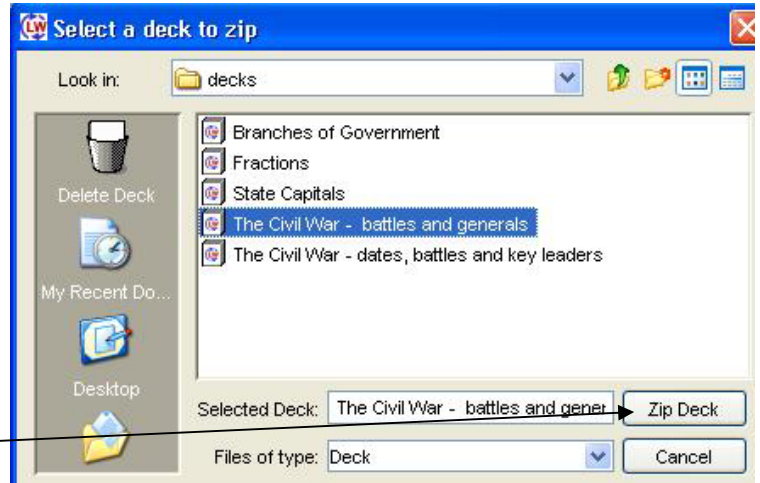 LW Select a deck to zip
Look in: decks
Delete Deck
My Recent Do...
Desktop
Branches of Government
Fractions
State Capitals
The Civil War - battles and generals
The Civil War - dates, battles and key leaders
Selected Deck: The Civil War - battles and gener Zip Deck
Files of type: Deck Cancel